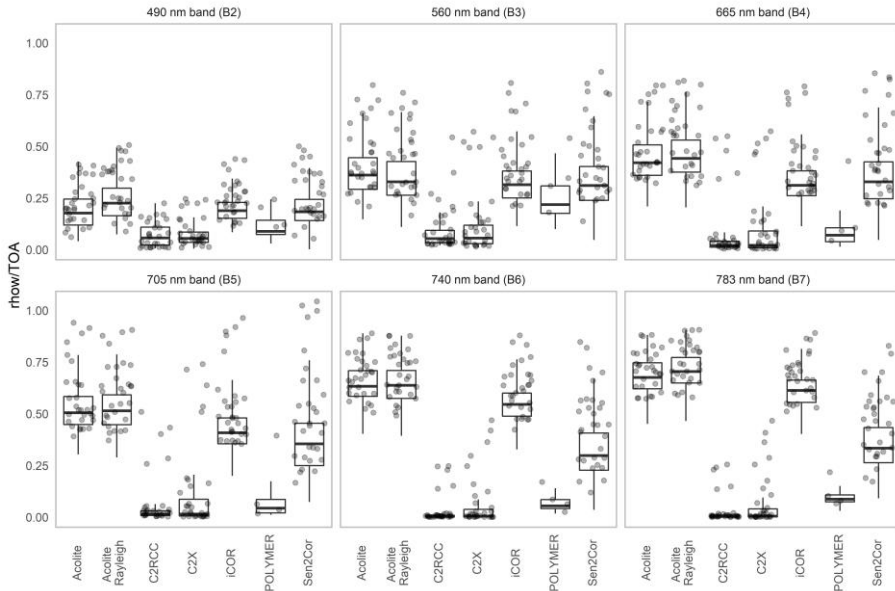 490 nm band (B2)
560 nm band (B3)
665 nm band (B4)
1.00
0.75
0.50
0.25
0.00
rhow/TOA
705 nm band (B5)
740 nm band (B6)
783 nm band (B7)
1.00
0.75
0.50
0.25
0.00
Acolite
Acolite
Rayleigh
C2RCC
C2X
iCOR
POLYMER
Sen2Cor
Acolite
Acolite
Rayleigh
C2RCC
C2X
iCOR
POLYMER
Sen2Cor
Acolite
Acolite
Rayleigh
C2RCC
C2X
iCOR
POLYMER
Sen2Cor